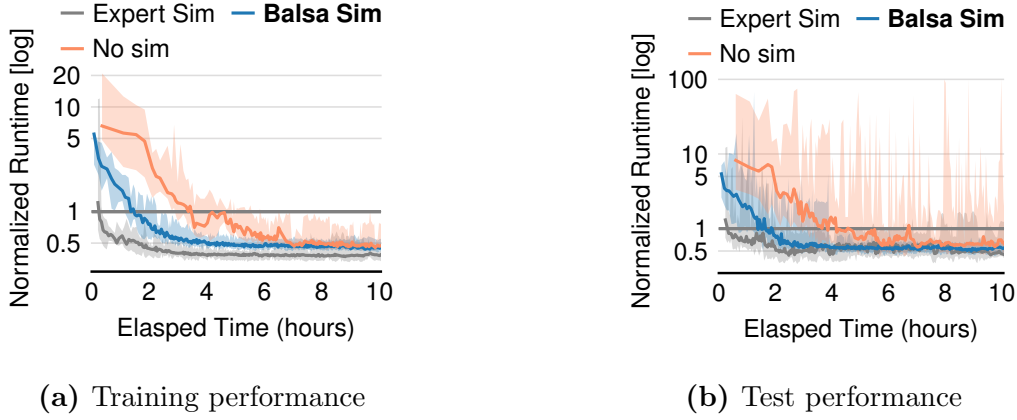 Expert Sim Balsa Sim
No sim
Normalized Runtime [log]
20
10
5
1
0.5
0 2 4 6 8 10
Elasped Time (hours)
(a) Training performance
Expert Sim Balsa Sim
No sim
Normalized Runtime [log]
100
10
5
1
0.5
0 2 4 6 8 10
Elasped Time (hours)
(b) Test performance